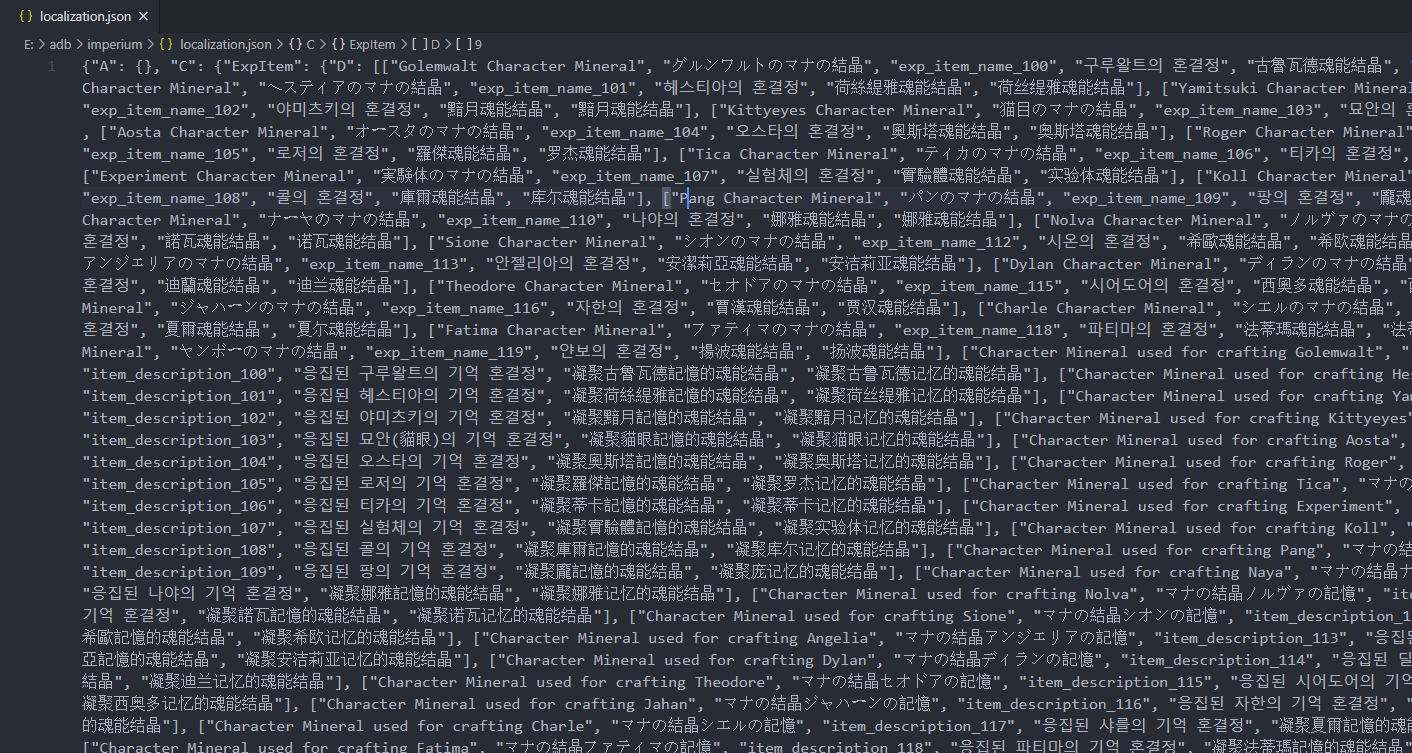 { } localization.json ×
E: > adb > imperium > { } localization.json > { } C > { } ExpItem > [ ] D > [ ] 9
1 {"A": {}, "C": {"ExpItem": {"D": [["Golemwalt Character Mineral", "グルンワルトのマナの結晶", "exp_item_name_100", "구루왈트의 혼결정", "古魯瓦德魂能結晶",
Character Mineral", "ヘスティアのマナの結晶", "exp_item_name_101", "헤스티아의 혼결정", "荷絲緹雅魂能結晶", "荷丝缇雅魂能结晶"], ["Yamitsuki Character Mineral
"exp_item_name_102", "야미츠키의 혼결정", "黯月魂能結晶", "黯月魂能结晶"], ["Kittyeyes Character Mineral", "猫目のマナの結晶", "exp_item_name_103", "묘안의 혼
, ["Aosta Character Mineral", "オースタのマナの結晶", "exp_item_name_104", "오스타의 혼결정", "奧斯塔魂能結晶", "奥斯塔魂能结晶"], ["Roger Character Mineral"
"exp_item_name_105", "로저의 혼결정", "羅傑魂能結晶", "罗杰魂能结晶"], ["Tica Character Mineral", "ティカのマナの結晶", "exp_item_name_106", "티카의 혼결정",
["Experiment Character Mineral", "実験体のマナの結晶", "exp_item_name_107", "실험체의 혼결정", "實驗體魂能結晶", "实验体魂能结晶"], ["Koll Character Mineral"
"exp_item_name_108", "콜의 혼결정", "庫爾魂能結晶", "库尔魂能结晶"], ["Pang Character Mineral", "パンのマナの結晶", "exp_item_name_109", "팡의 혼결정", "龐魂
Character Mineral", "ナーヤのマナの結晶", "exp_item_name_110", "나야의 혼결정", "娜雅魂能結晶", "娜雅魂能结晶"], ["Nolva Character Mineral", "ノルヴァのマナ
혼결정", "諾瓦魂能結晶", "诺瓦魂能结晶"], ["Sione Character Mineral", "シオンのマナの結晶", "exp_item_name_112", "시온의 혼결정", "希歐魂能結晶", "希欧魂能结晶
アンジェリアのマナの結晶", "exp_item_name_113", "안젤리아의 혼결정", "安潔莉亞魂能結晶", "安洁莉亚魂能结晶"], ["Dylan Character Mineral", "ディランのマナの結晶"
혼결정", "迪蘭魂能結晶", "迪兰魂能结晶"], ["Theodore Character Mineral", "セオドアのマナの結晶", "exp_item_name_115", "시어도어의 혼결정", "西奧多魂能結晶",
Mineral", "ジャハーンのマナの結晶", "exp_item_name_116", "자한의 혼결정", "賈漢魂能結晶", "贾汉魂能结晶"], ["Charle Character Mineral", "シエルのマナの結晶",
혼결정", "夏爾魂能結晶", "夏尔魂能结晶"], ["Fatima Character Mineral", "ファティマのマナの結晶", "exp_item_name_118", "파티마의 혼결정", "法蒂瑪魂能結晶", "法蒂
Mineral", "ヤンボーのマナの結晶", "exp_item_name_119", "얀보의 혼결정", "揚波魂能結晶", "扬波魂能结晶"], ["Character Mineral used for crafting Golemwalt", "
"item_description_100", "응집된 구루왈트의 기억 혼결정", "凝聚古魯瓦德記憶的魂能結晶", "凝聚古鲁瓦德记忆的魂能结晶"], ["Character Mineral used for crafting Hes
"item_description_101", "응집된 헤스티아의 기억 혼결정", "凝聚荷絲緹雅記憶的魂能結晶", "凝聚荷丝缇雅记忆的魂能结晶"], ["Character Mineral used for crafting Yam
"item_description_102", "응집된 야미츠키의 기억 혼결정", "凝聚黯月記憶的魂能結晶", "凝聚黯月记忆的魂能结晶"], ["Character Mineral used for crafting Kittyeyes"
"item_description_103", "응집된 묘안(貓眼)의 기억 혼결정", "凝聚貓眼記憶的魂能結晶", "凝聚猫眼记忆的魂能结晶"], ["Character Mineral used for crafting Aosta",
"item_description_104", "응집된 오스타의 기억 혼결정", "凝聚奧斯塔記憶的魂能結晶", "凝聚奥斯塔记忆的魂能结晶"], ["Character Mineral used for crafting Roger",
"item_description_105", "응집된 로저의 기억 혼결정", "凝聚羅傑記憶的魂能結晶", "凝聚罗杰记忆的魂能结晶"], ["Character Mineral used for crafting Tica", "マナの
"item_description_106", "응집된 티카의 기억 혼결정", "凝聚蒂卡記憶的魂能結晶", "凝聚蒂卡记忆的魂能结晶"], ["Character Mineral used for crafting Experiment",
"item_description_107", "응집된 실험체의 기억 혼결정", "凝聚實驗體記憶的魂能結晶", "凝聚实验体记忆的魂能结晶"], ["Character Mineral used for crafting Koll", "
"item_description_108", "응집된 콜의 기억 혼결정", "凝聚庫爾記憶的魂能結晶", "凝聚库尔记忆的魂能结晶"], ["Character Mineral used for crafting Pang", "マナの結
"item_description_109", "응집된 팡의 기억 혼결정", "凝聚龐記憶的魂能結晶", "凝聚庞记忆的魂能结晶"], ["Character Mineral used for crafting Naya", "マナの結晶ナ
"응집된 나야의 기억 혼결정", "凝聚娜雅記憶的魂能結晶", "凝聚娜雅记忆的魂能结晶"], ["Character Mineral used for crafting Nolva", "マナの結晶ノルヴァの記憶", "ite
기억 혼결정", "凝聚諾瓦記憶的魂能結晶", "凝聚诺瓦记忆的魂能结晶"], ["Character Mineral used for crafting Sione", "マナの結晶シオンの記憶", "item_description_1
希歐記憶的魂能結晶", "凝聚希欧记忆的魂能结晶"], ["Character Mineral used for crafting Angelia", "マナの結晶アンジェリアの記憶", "item_description_113", "응집된
亞記憶的魂能結晶", "凝聚安洁莉亚记忆的魂能结晶"], ["Character Mineral used for crafting Dylan", "マナの結晶ディランの記憶", "item_description_114", "응집된 딜
結晶", "凝聚迪兰记忆的魂能结晶"], ["Character Mineral used for crafting Theodore", "マナの結晶セオドアの記憶", "item_description_115", "응집된 시어도어의 기억
凝聚西奥多记忆的魂能结晶"], ["Character Mineral used for crafting Jahan", "マナの結晶ジャハーンの記憶", "item_description_116", "응집된 자한의 기억 혼결정",
的魂能结晶"], ["Character Mineral used for crafting Charle", "マナの結晶シエルの記憶", "item_description_117", "응집된 샤를의 기억 혼결정", "凝聚夏爾記憶的魂能
["Character Mineral used for crafting Fatima", "マナの結晶ファティマの記憶", "item_description_118", "응집된 파티마의 기억 혼결정", "凝聚法蒂瑪記憶的魂能結晶"